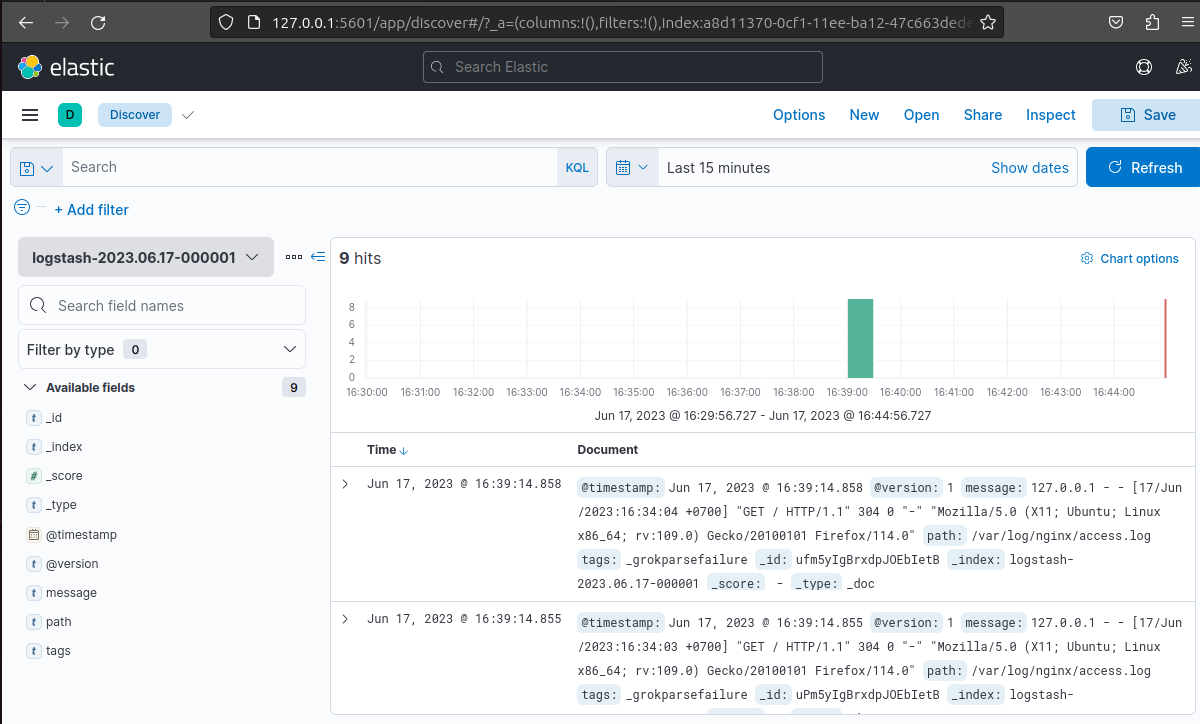 127.0.0.1:5601/app/discover#/?_a=(columns:!(),filters:!(),index:a8d11370-0cf1-11ee-ba12-47c663dede
elastic
Search Elastic
D
Discover
Options
New
Open
Share
Inspect
Save
Search
KQL
Last 15 minutes
Show dates
Refresh
+ Add filter
logstash-2023.06.17-000001
9 hits
Chart options
Search field names
Filter by type 0
Available fields 9
t _id
t _index
# _score
t _type
@timestamp
t @version
t message
t path
t tags
8
6
4
2
0
16:30:00 16:31:00 16:32:00 16:33:00 16:34:00 16:35:00 16:36:00 16:37:00 16:38:00 16:39:00 16:40:00 16:41:00 16:42:00 16:43:00 16:44:00
Jun 17, 2023 @ 16:29:56.727 - Jun 17, 2023 @ 16:44:56.727
Time Document
Jun 17, 2023 @ 16:39:14.858
@timestamp: Jun 17, 2023 @ 16:39:14.858 @version: 1 message: 127.0.0.1 - - [17/Jun
/2023:16:34:04 +0700] "GET / HTTP/1.1" 304 0 "-" "Mozilla/5.0 (X11; Ubuntu; Linux
x86_64; rv:109.0) Gecko/20100101 Firefox/114.0" path: /var/log/nginx/access.log
tags: _grokparsefailure _id: ufm5yIgBrxdpJOEbIetB _index: logstash-
2023.06.17-000001 _score: - _type: _doc
Jun 17, 2023 @ 16:39:14.855
@timestamp: Jun 17, 2023 @ 16:39:14.855 @version: 1 message: 127.0.0.1 - - [17/Jun
/2023:16:34:03 +0700] "GET / HTTP/1.1" 304 0 "-" "Mozilla/5.0 (X11; Ubuntu; Linux
x86_64; rv:109.0) Gecko/20100101 Firefox/114.0" path: /var/log/nginx/access.log
tags: _grokparsefailure _id: uPm5yIgBrxdpJOEbIetB _index: logstash-